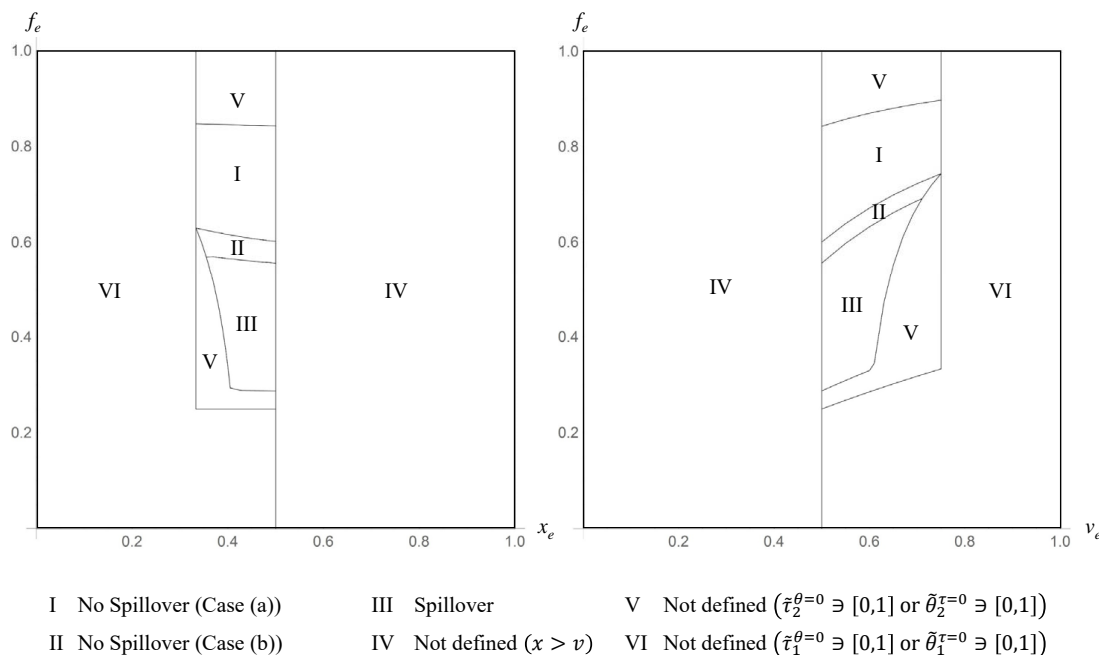 f_e
f_e
1.0
1.0
V
V
0.8
0.8
I
I
0.6
0.6
II
II
VI
IV
IV
VI
III
III
0.4
0.4
V
V
0.2
0.2
x_e
v_e
0.2 0.4 0.6 0.8 1.0
0.2 0.4 0.6 0.8 1.0
I No Spillover (Case (a)) III Spillover V Not defined (τ̃₂^{θ=0} ∋ [0,1] or θ̃₂^{τ=0} ∋ [0,1])
II No Spillover (Case (b)) IV Not defined (x > v) VI Not defined (τ̃₁^{θ=0} ∋ [0,1] or θ̃₁^{τ=0} ∋ [0,1])